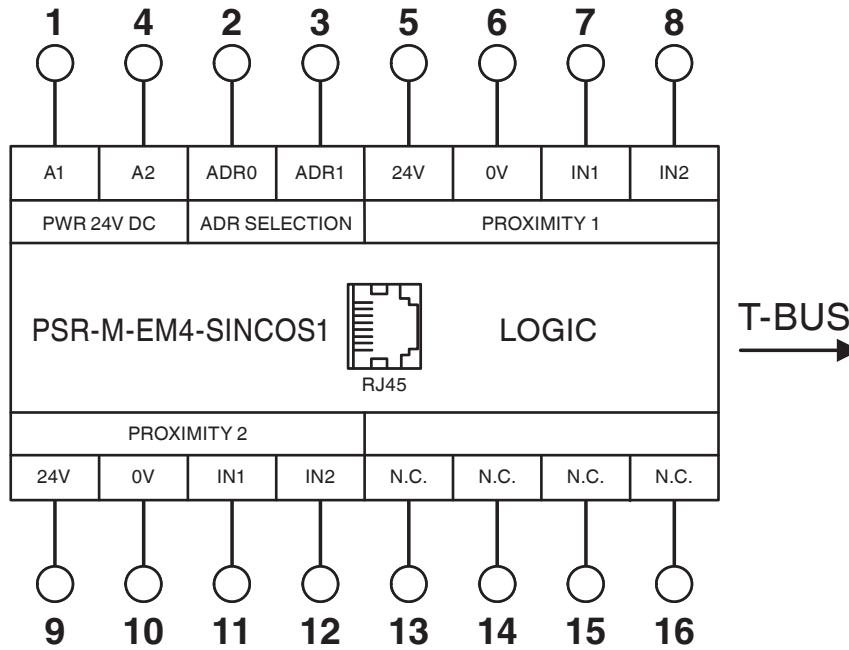 1 4 2 3 5 6 7 8
A1 A2 ADR0 ADR1 24V 0V IN1 IN2
PWR 24V DC ADR SELECTION PROXIMITY 1
PSR-M-EM4-SINCOS1 LOGIC T-BUS
RJ45
PROXIMITY 2
24V 0V IN1 IN2 N.C. N.C. N.C. N.C.
9 10 11 12 13 14 15 16